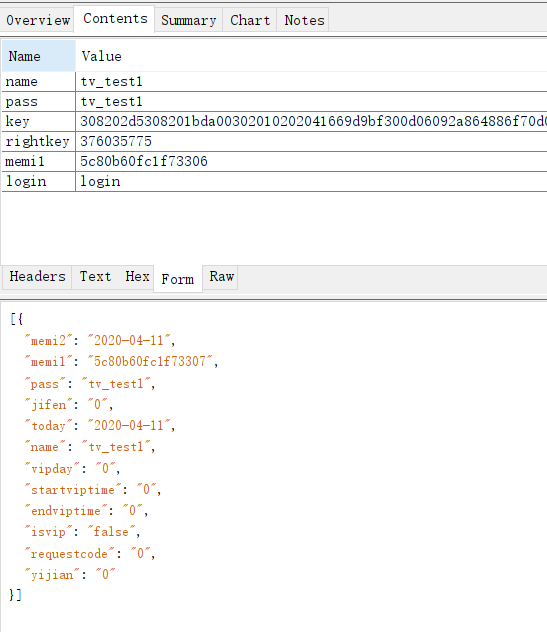 Overview Contents Summary Chart Notes
Name Value
name tv_test1
pass tv_test1
key 308202d5308201bda00302010202041669d9bf300d06092a864886f70d0
rightkey 376035775
memi1 5c80b60fc1f73306
login login
Headers Text Hex Form Raw
[{
"memi2": "2020-04-11",
"memi1": "5c80b60fc1f73307",
"pass": "tv_test1",
"jifen": "0",
"today": "2020-04-11",
"name": "tv_test1",
"vipday": "0",
"startviptime": "0",
"endviptime": "0",
"isvip": "false",
"requestcode": "0",
"yijian": "0"
}]